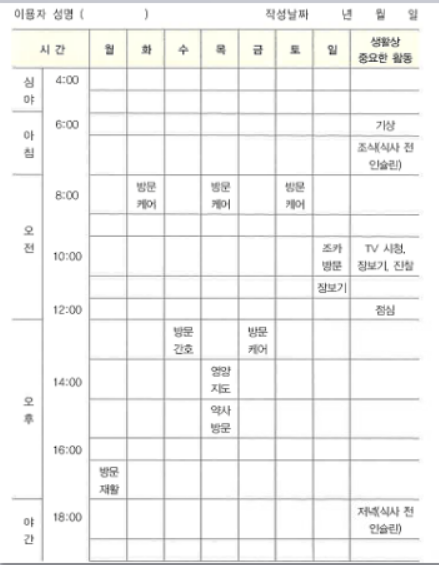 이용자 성명 ( ) 작성날짜 년 월 일
시 간 월 화 수 목 금 토 일 생활상
중요한 활동
심
야
4:00
아
침
6:00 기상
조식(식사 전
인슐린)
오
전
8:00 방문 방문 방문
케어 케어 케어
10:00 조카 TV 시청,
방문 장보기, 진찰
장보기
12:00 점심
오
후
방문 방문
간호 케어
14:00 영양
지도
약사
방문
16:00
방문
재활
야
간
18:00 저녁(식사 전
인슐린)